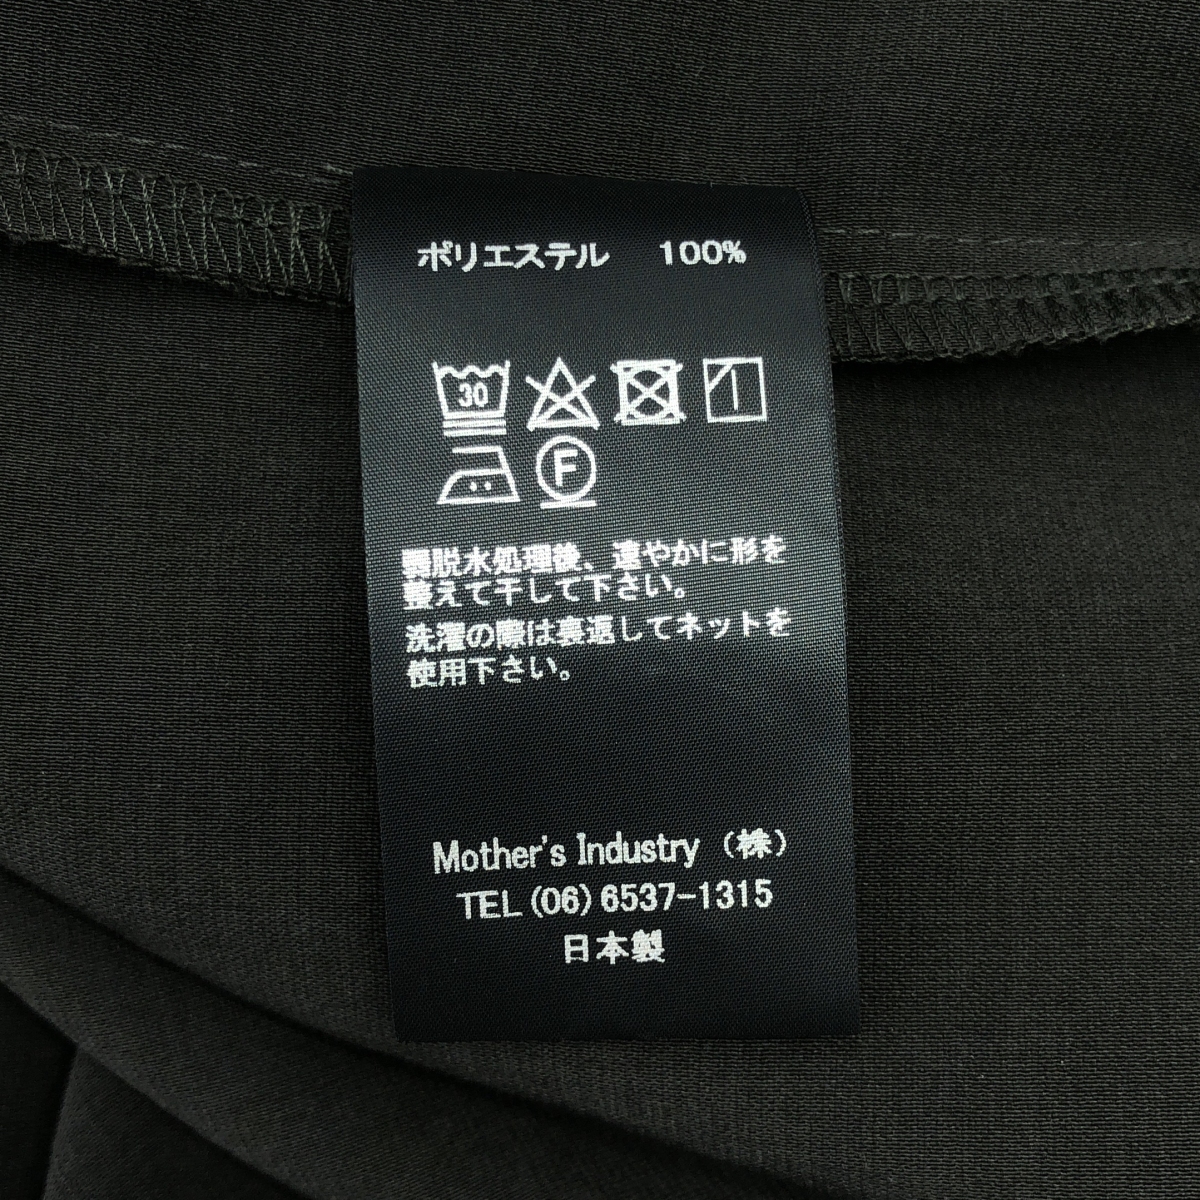 ポリエステル 100%
30
F
弱脱水処理後、速やかに形を
整えて干して下さい。
洗濯の際は裏返してネットを
使用下さい。
Mother's Industry (株)
TEL (06) 6537-1315
日本製